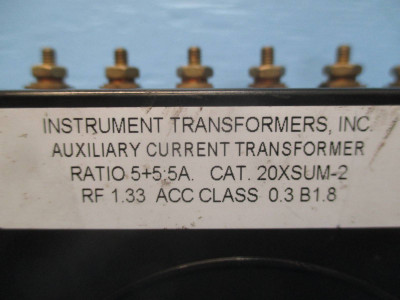 INSTRUMENT TRANSFORMERS, INC.
AUXILIARY CURRENT TRANSFORMER
RATIO 5+5:5A. CAT. 20XSUM-2
RF 1.33 ACC CLASS 0.3 B1.8